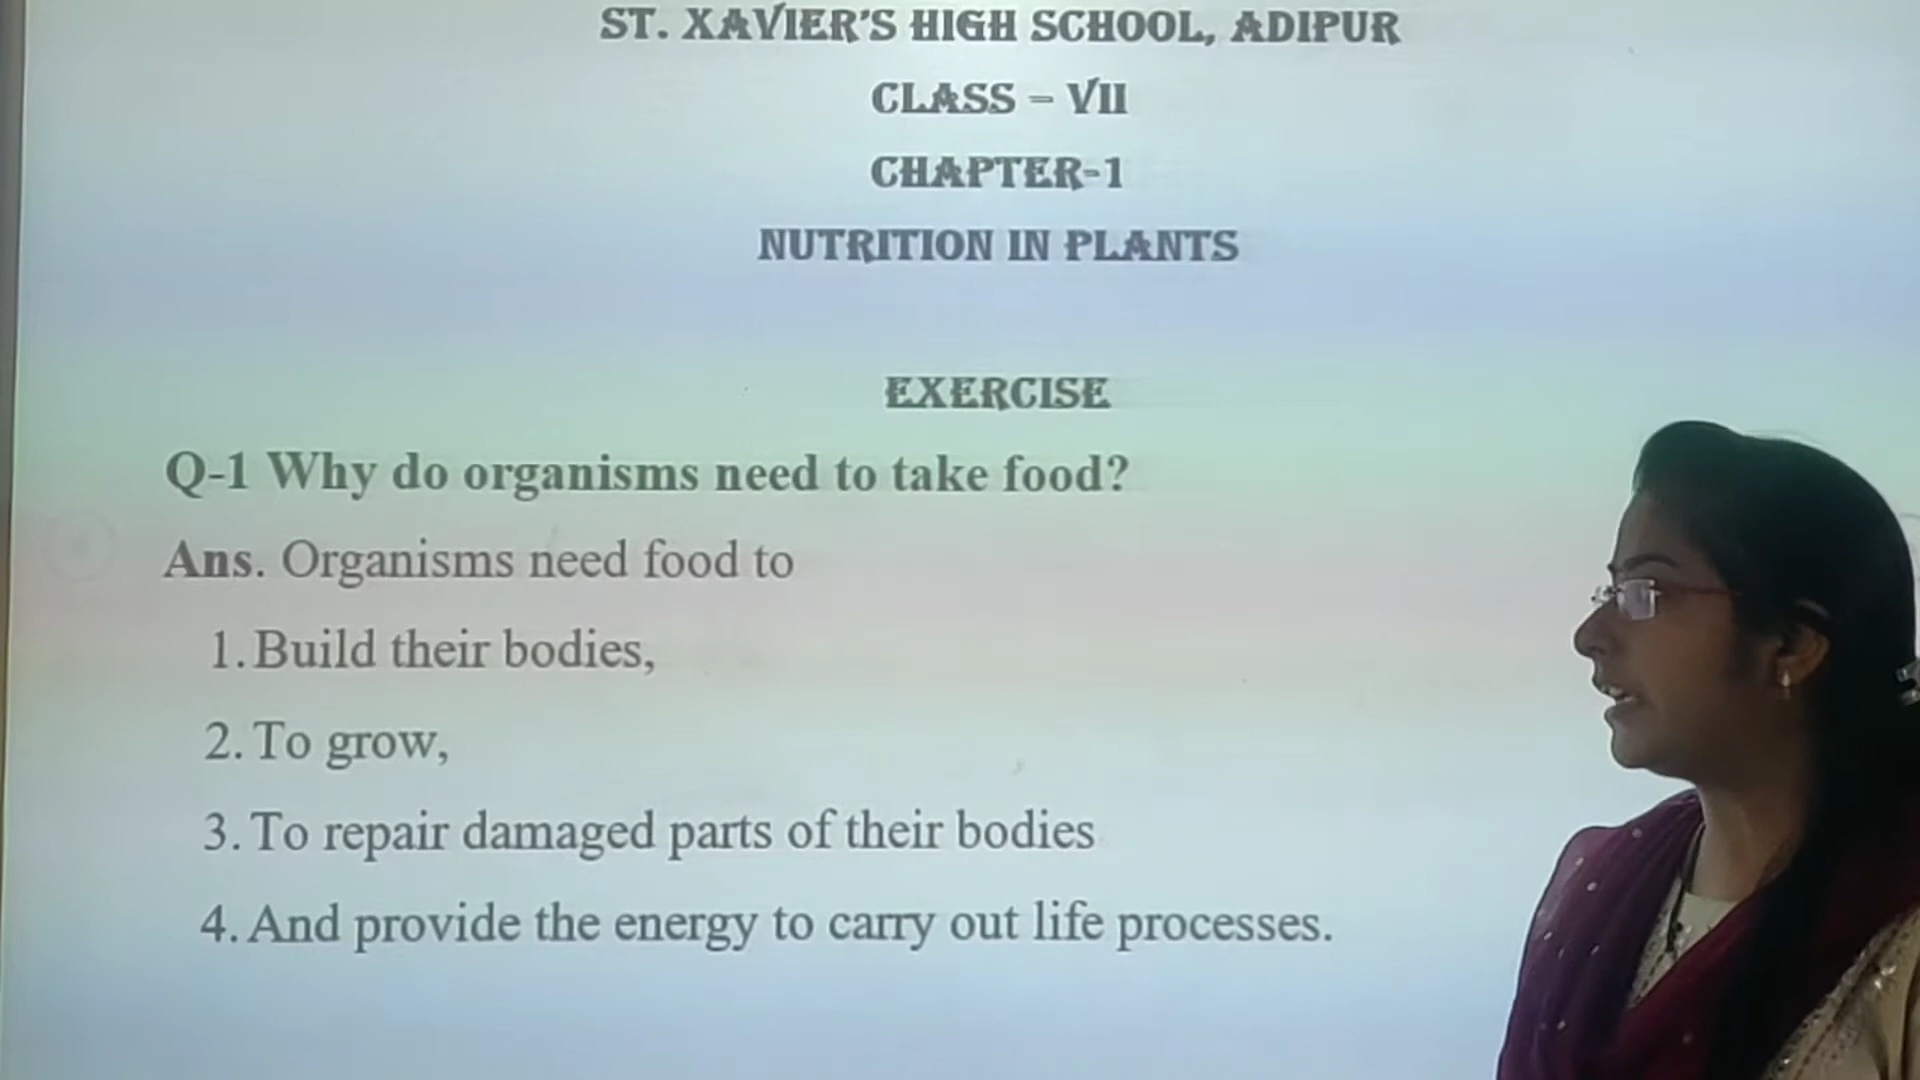 ST. XAVIER'S HIGH SCHOOL, ADIPUR
CLASS – VII
CHAPTER-1
NUTRITION IN PLANTS
EXERCISE
Q-1 Why do organisms need to take food?
Ans. Organisms need food to
1. Build their bodies,
2. To grow,
3. To repair damaged parts of their bodies
4. And provide the energy to carry out life processes.